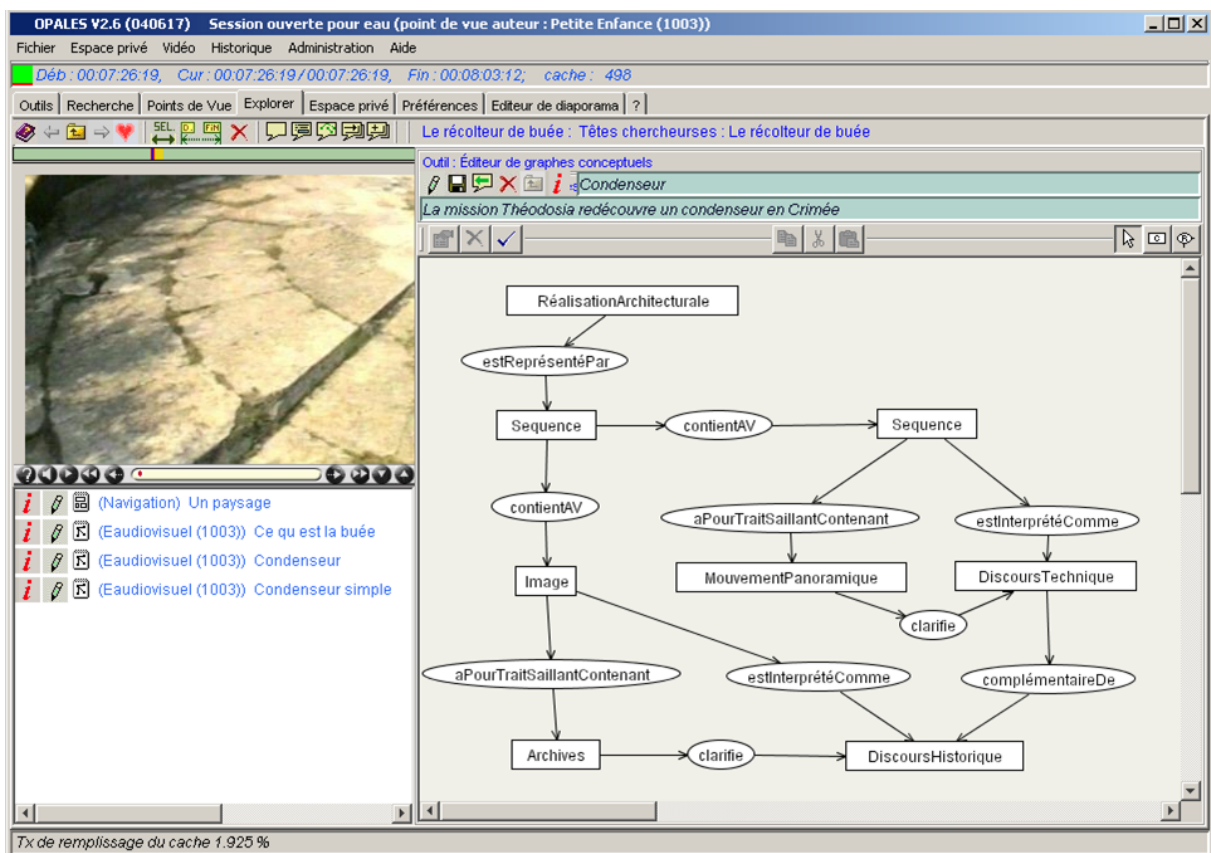 OPALES V2.6 (040617) Session ouverte pour eau (point de vue auteur : Petite Enfance (1003))
Fichier Espace privé Vidéo Historique Administration Aide
Déb : 00:07:26:19, Cur : 00:07:26:19 / 00:07:26:19, Fin : 00:08:03:12; cache : 498
Outils Recherche Points de Vue Explorer Espace privé Préférences Editeur de diaporama ?
SEL. D. FIN
Le récolteur de buée : Têtes chercheurses : Le récolteur de buée
Outil : Éditeur de graphes conceptuels
Condenseur
La mission Théodosia redécouvre un condenseur en Crimée
RéalisationArchitecturale
estReprésentéPar
Sequence contientAV Sequence
contientAV aPourTraitSaillantContenant estInterprétéComme
Image MouvementPanoramique DiscoursTechnique
clarifie
aPourTraitSaillantContenant estInterprétéComme complémentaireDe
Archives clarifie DiscoursHistorique
(Navigation) Un paysage
(Eaudiovisuel (1003)) Ce qu est la buée
(Eaudiovisuel (1003)) Condenseur
(Eaudiovisuel (1003)) Condenseur simple
Tx de remplissage du cache 1.925 %